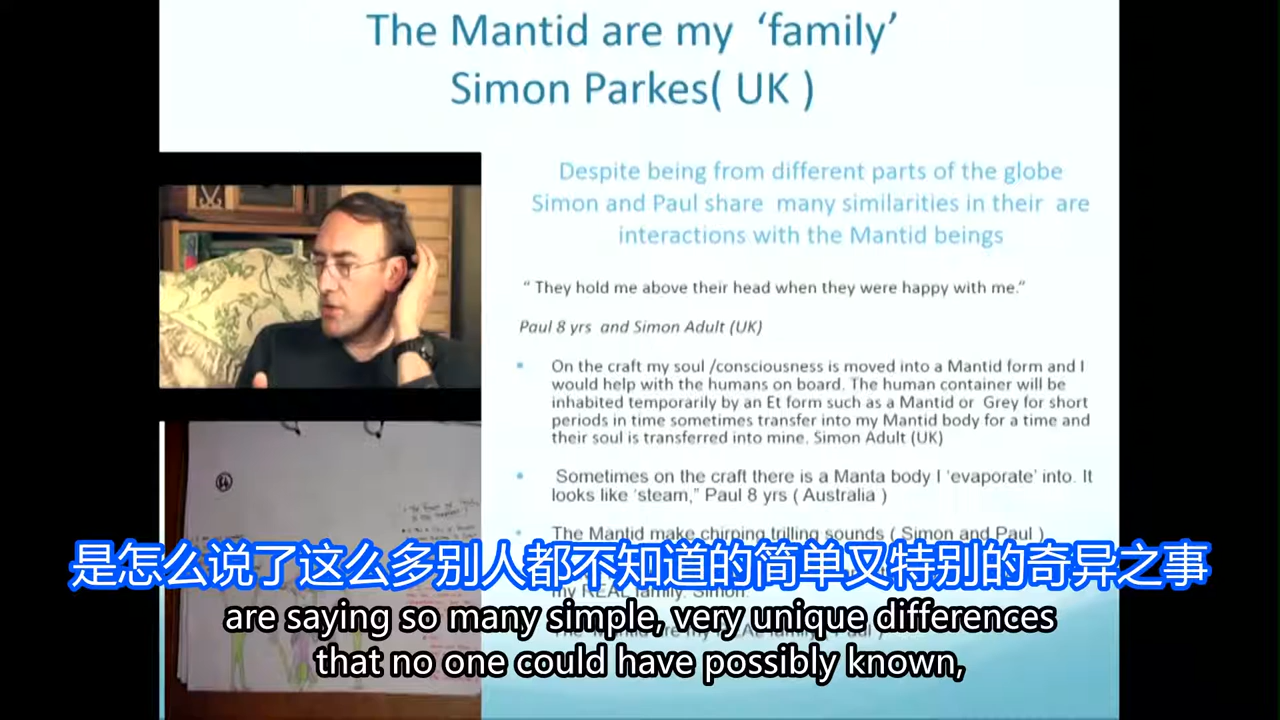 The Mantid are my ‘family’
Simon Parkes( UK )
Despite being from different parts of the globe
Simon and Paul share many similarities in their are
interactions with the Mantid beings
“ They hold me above their head when they were happy with me.”
Paul 8 yrs and Simon Adult (UK)
On the craft my soul /consciousness is moved into a Mantid form and I
would help with the humans on board. The human container will be
inhabited temporarily by an Et form such as a Mantid or Grey for short
periods in time sometimes transfer into my Mantid body for a time and
their soul is transferred into mine. Simon Adult (UK)
Sometimes on the craft there is a Manta body I ‘evaporate’ into. It
looks like ‘steam,” Paul 8 yrs ( Australia )
The Mantid make chirping trilling sounds ( Simon and Paul )
my REAL family. Simon.
是怎么说了这么多别人都不知道的简单又特别的奇异之事
are saying so many simple, very unique differences
that no one could have possibly known,